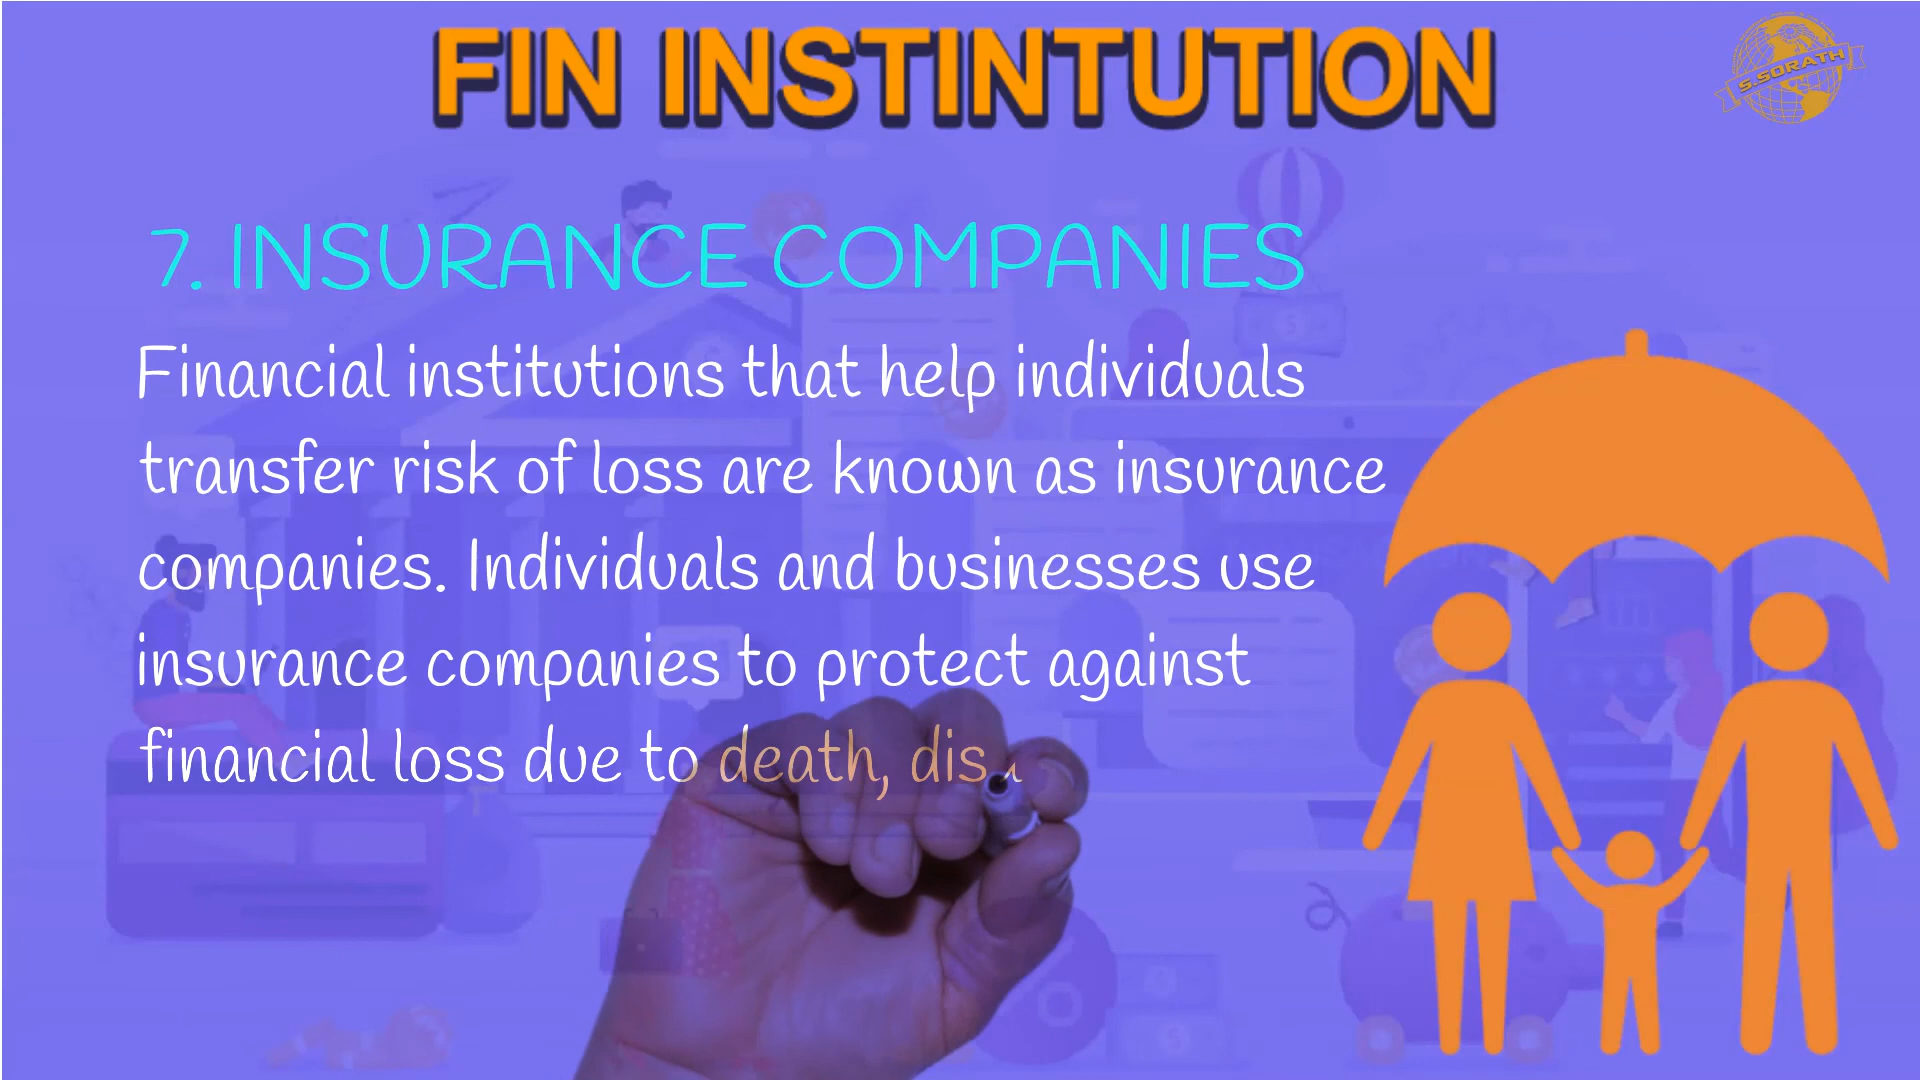 FIN INSTINTUTION
S.SORATH
7. INSURANCE COMPANIES
Financial institutions that help individuals
transfer risk of loss are known as insurance
companies. Individuals and businesses use
insurance companies to protect against
financial loss due to death, dis